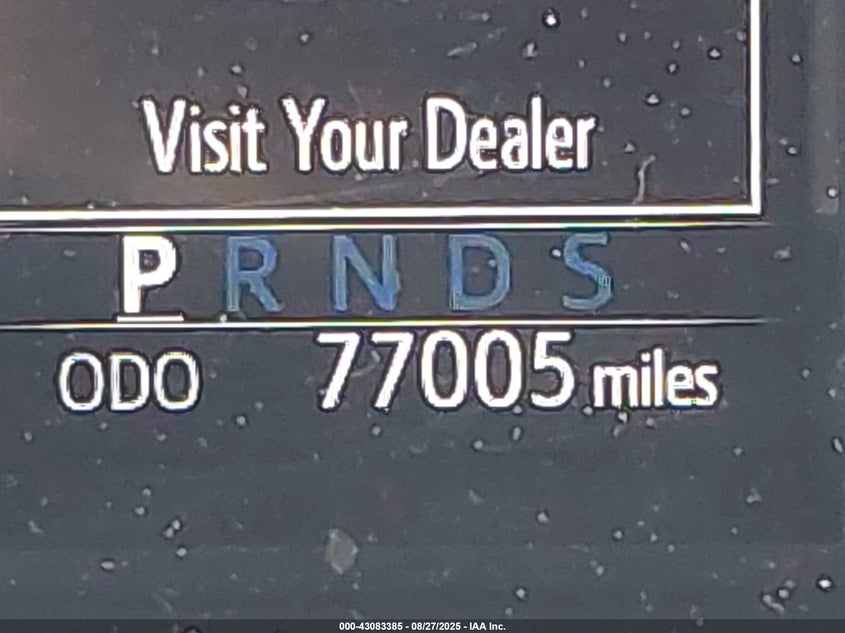 Visit Your Dealer
P R N D S
ODO 77005 miles
000-43083385 - 08/27/2025 - IAA Inc.